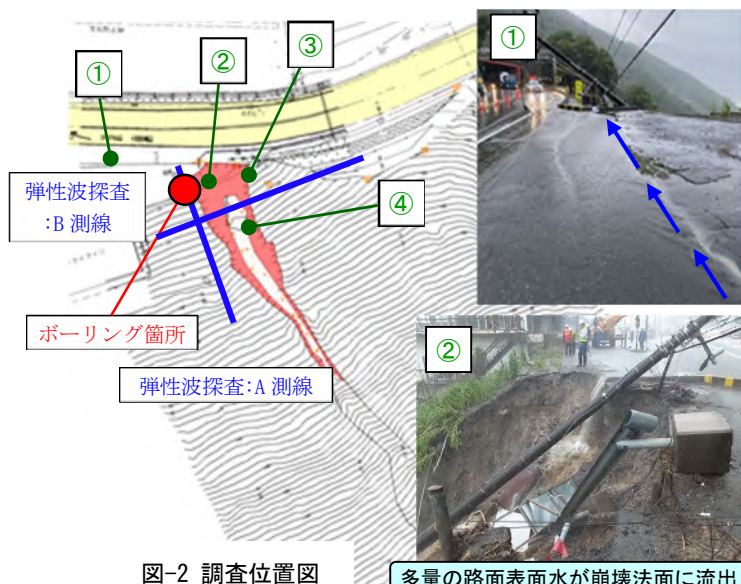 ①
②
③
④
弾性波探査
:B 測線
ボーリング箇所
弾性波探査:A 測線
図-2 調査位置図
①
②
多量の路面表面水が崩壊法面に流出